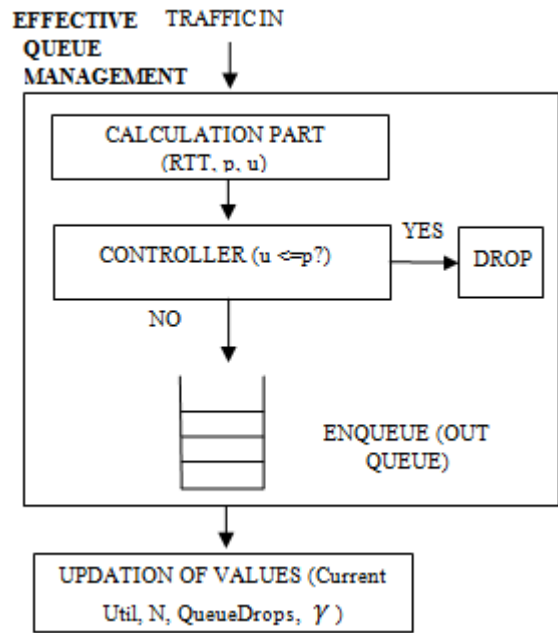 EFFECTIVE
QUEUE
MANAGEMENT
TRAFFIC IN
CALCULATION PART
(RTT, p, u)
CONTROLLER (u <=p?)
YES
DROP
NO
ENQUEUE (OUT
QUEUE)
UPDATION OF VALUES (Current
Util, N, QueueDrops, γ )